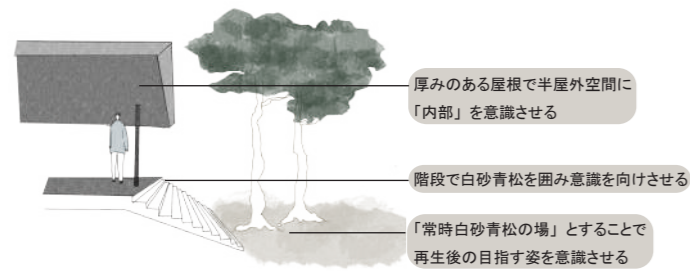 厚みのある屋根で半屋外空間に
「内部」を意識させる
階段で白砂青松を囲み意識を向けさせる
「常時白砂青松の場」とすることで
再生後の目指す姿を意識させる